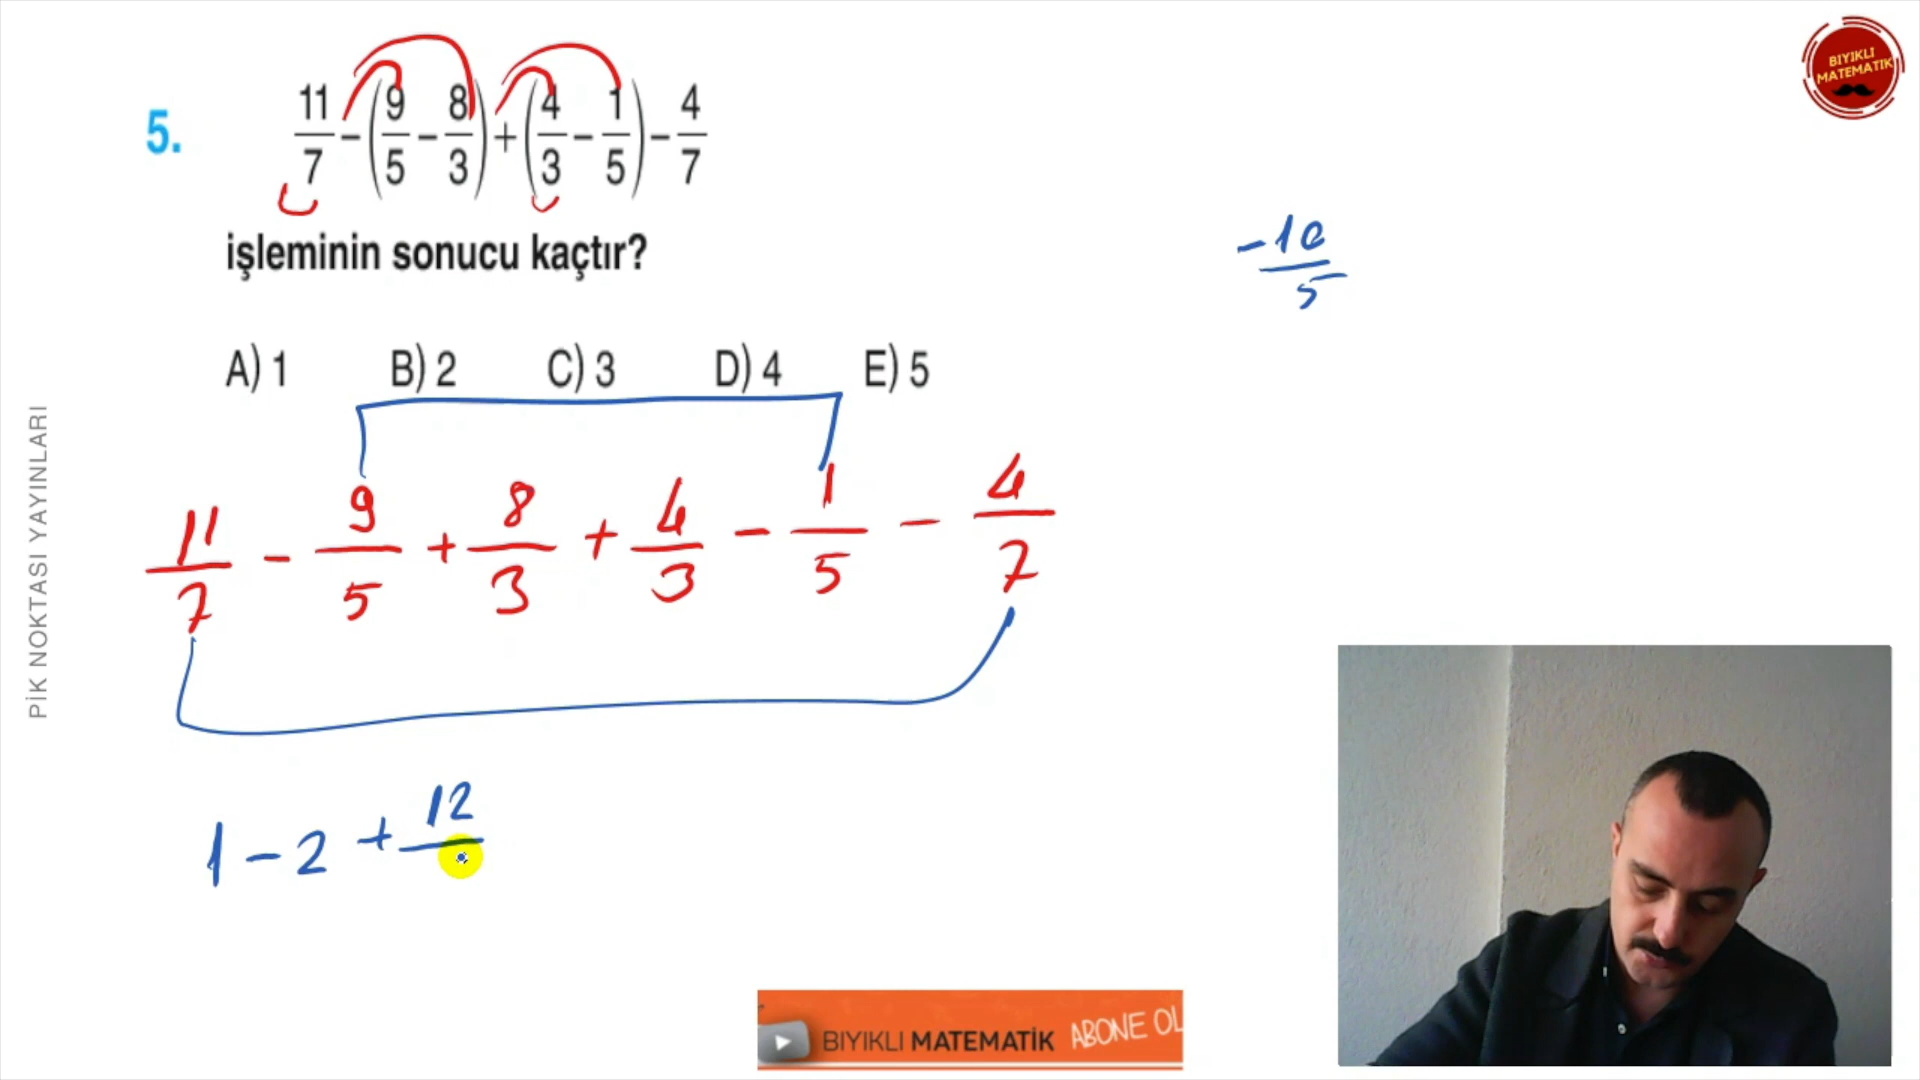 BIYIKLI
MATEMATİK
5. 11/7 - (9/5 - 8/3) + (4/3 - 1/5) - 4/7
işleminin sonucu kaçtır?
A) 1 B) 2 C) 3 D) 4 E) 5
-10/5
PİK NOKTASI YAYINLARI
11/7 - 9/5 + 8/3 + 4/3 - 1/5 - 4/7
1 - 2 + 12/
BIYIKLI MATEMATİK ABONE OL